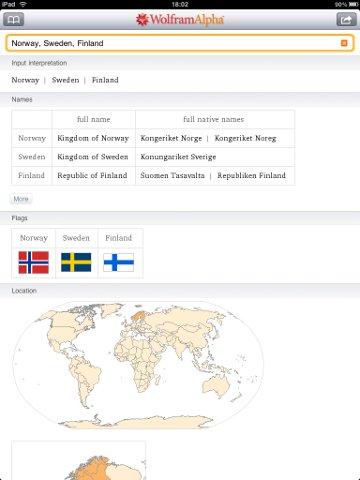 iPad 18:02 100%
WolframAlpha
Norway, Sweden, Finland
Input interpretation
Norway | Sweden | Finland
Names
full name full native names
Norway Kingdom of Norway Kongeriket Norge | Kongeriket Noreg
Sweden Kingdom of Sweden Konungariket Sverige
Finland Republic of Finland Suomen Tasavalta | Republiken Finland
More
Flags
Norway Sweden Finland
Location